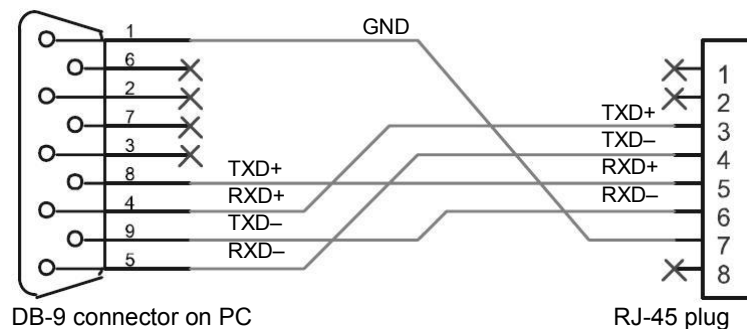 GND
1
6
2
7
3
8
4
9
5
TXD+
RXD+
TXD–
RXD–
TXD+
TXD–
RXD+
RXD–
1
2
3
4
5
6
7
8
DB-9 connector on PC
RJ-45 plug